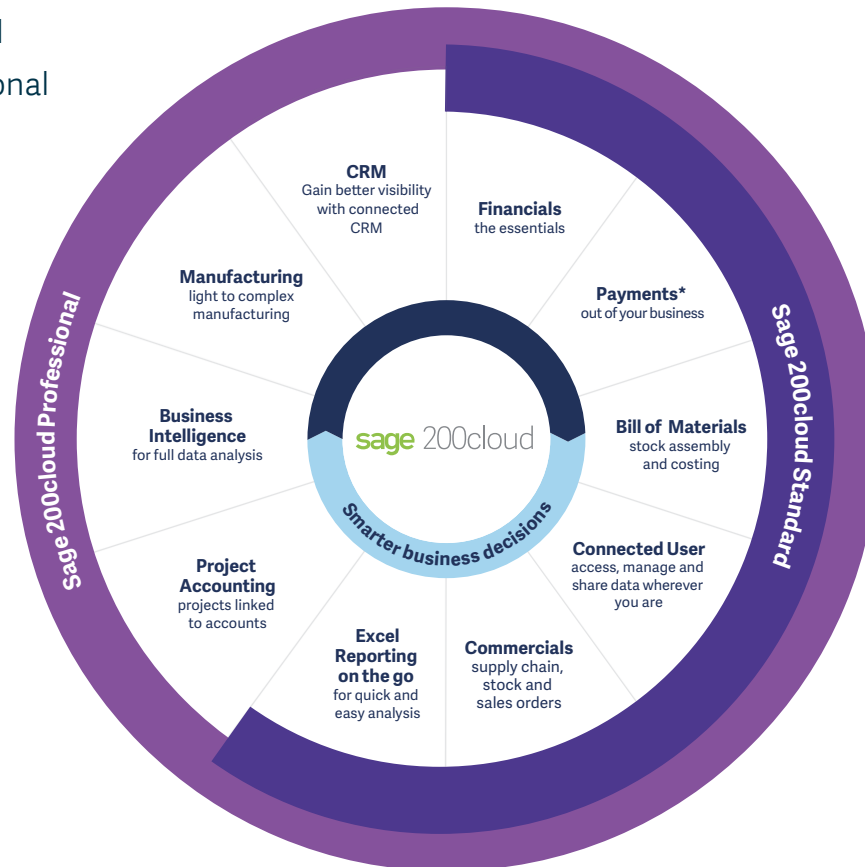 CRM
Gain better visibility
with connected
CRM
Financials
the essentials
Payments*
out of your business
Bill of Materials
stock assembly
and costing
Connected User
access, manage and
share data wherever
you are
Commercials
supply chain,
stock and
sales orders
Excel
Reporting
on the go
for quick and
easy analysis
Project
Accounting
projects linked
to accounts
Business
Intelligence
for full data analysis
Manufacturing
light to complex
manufacturing
sage 200cloud
Smarter business decisions
Sage 200cloud Professional
Sage 200cloud Standard